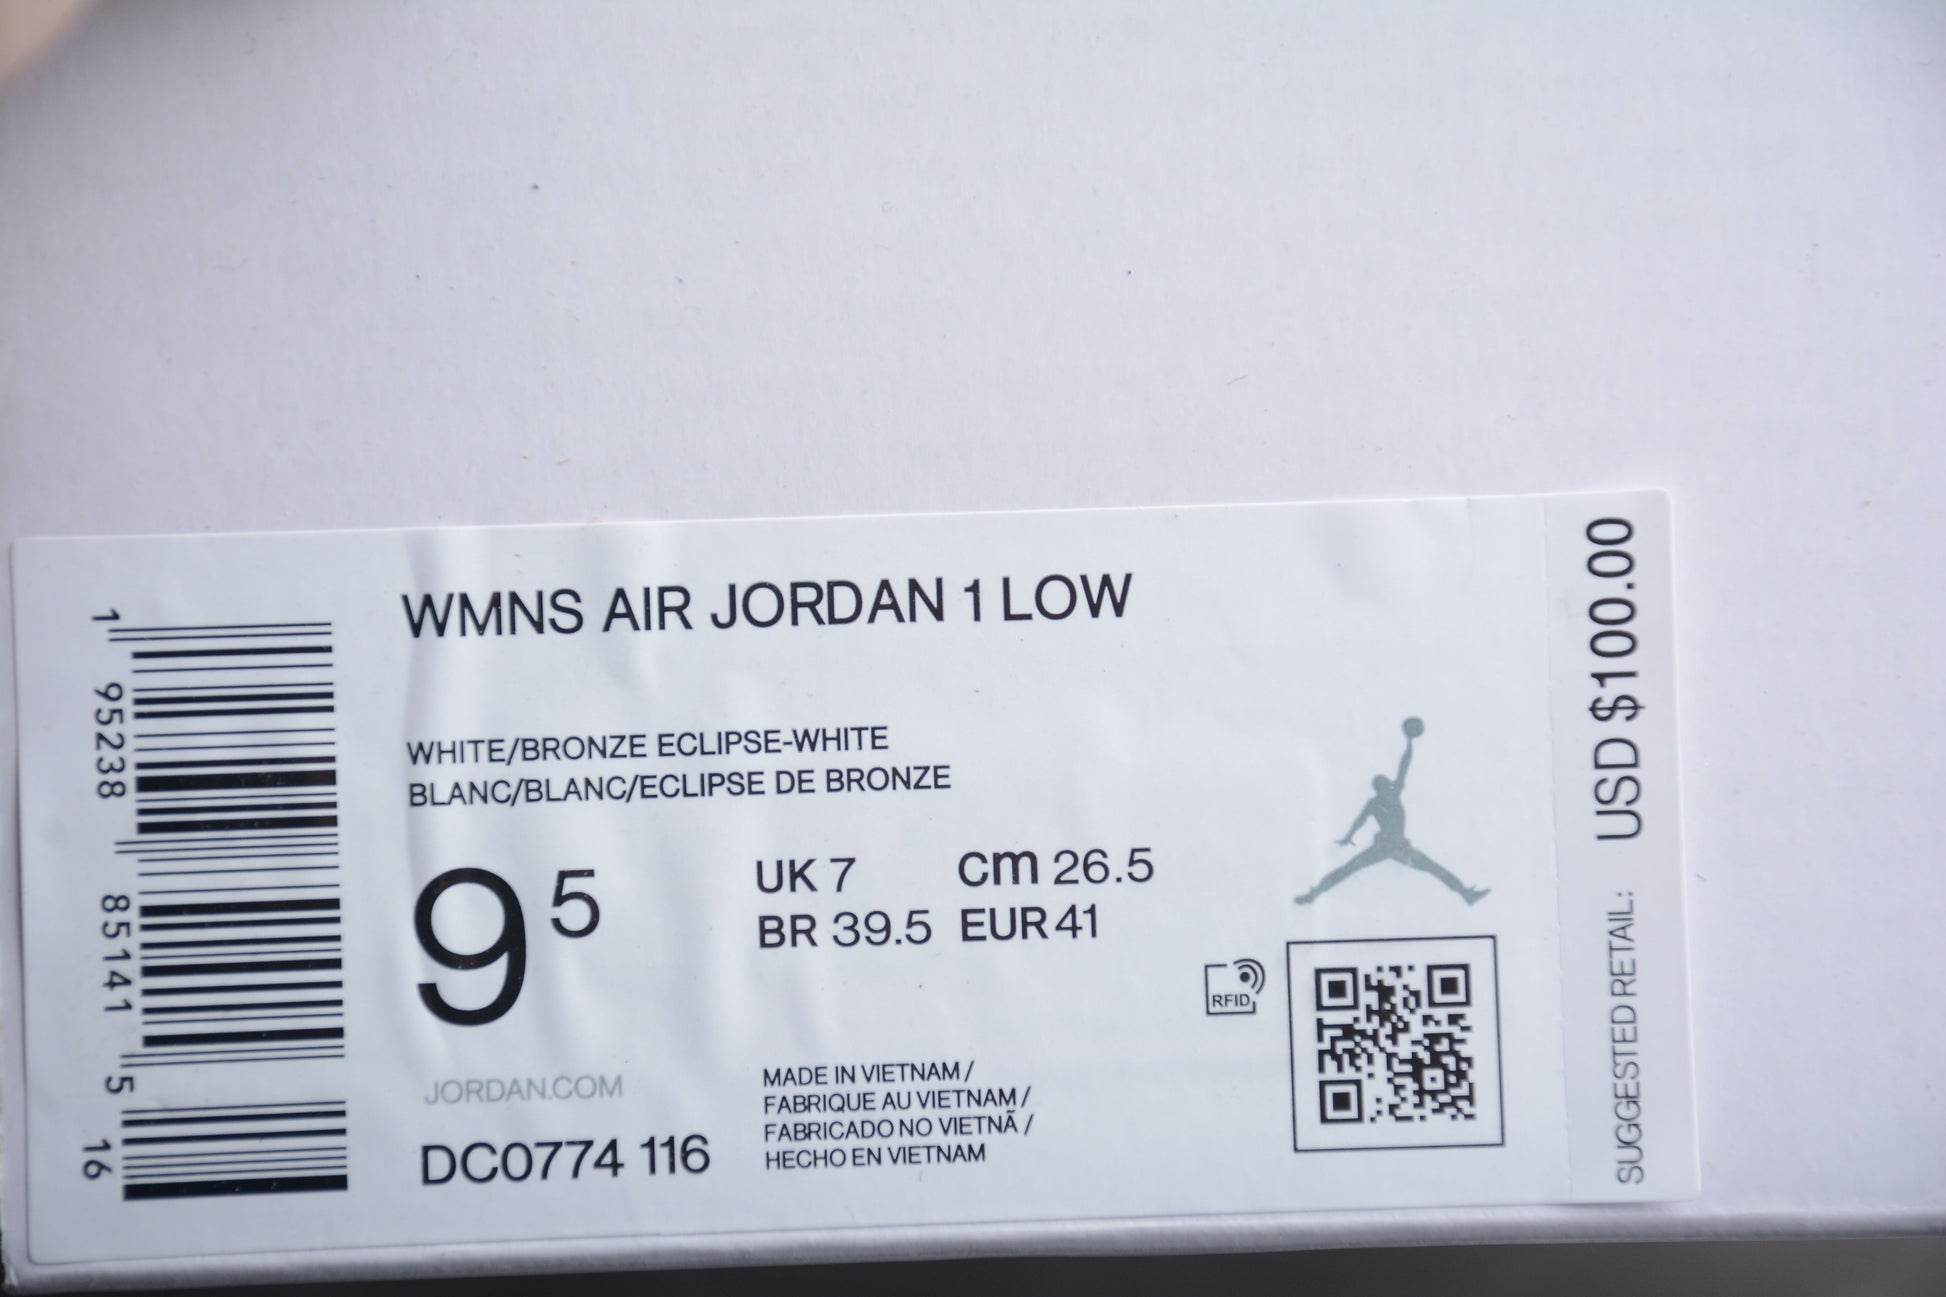 WMNS AIR JORDAN 1 LOW
WHITE/BRONZE ECLIPSE-WHITE
BLANC/BLANC/ECLIPSE DE BRONZE
9 5
UK 7 cm 26.5
BR 39.5 EUR 41
RFID
JORDAN.COM
DC0774 116
MADE IN VIETNAM /
FABRIQUE AU VIETNAM /
FABRICADO NO VIETNÃ /
HECHO EN VIETNAM
1 95238 85141 5 16
SUGGESTED RETAIL: USD $100.00